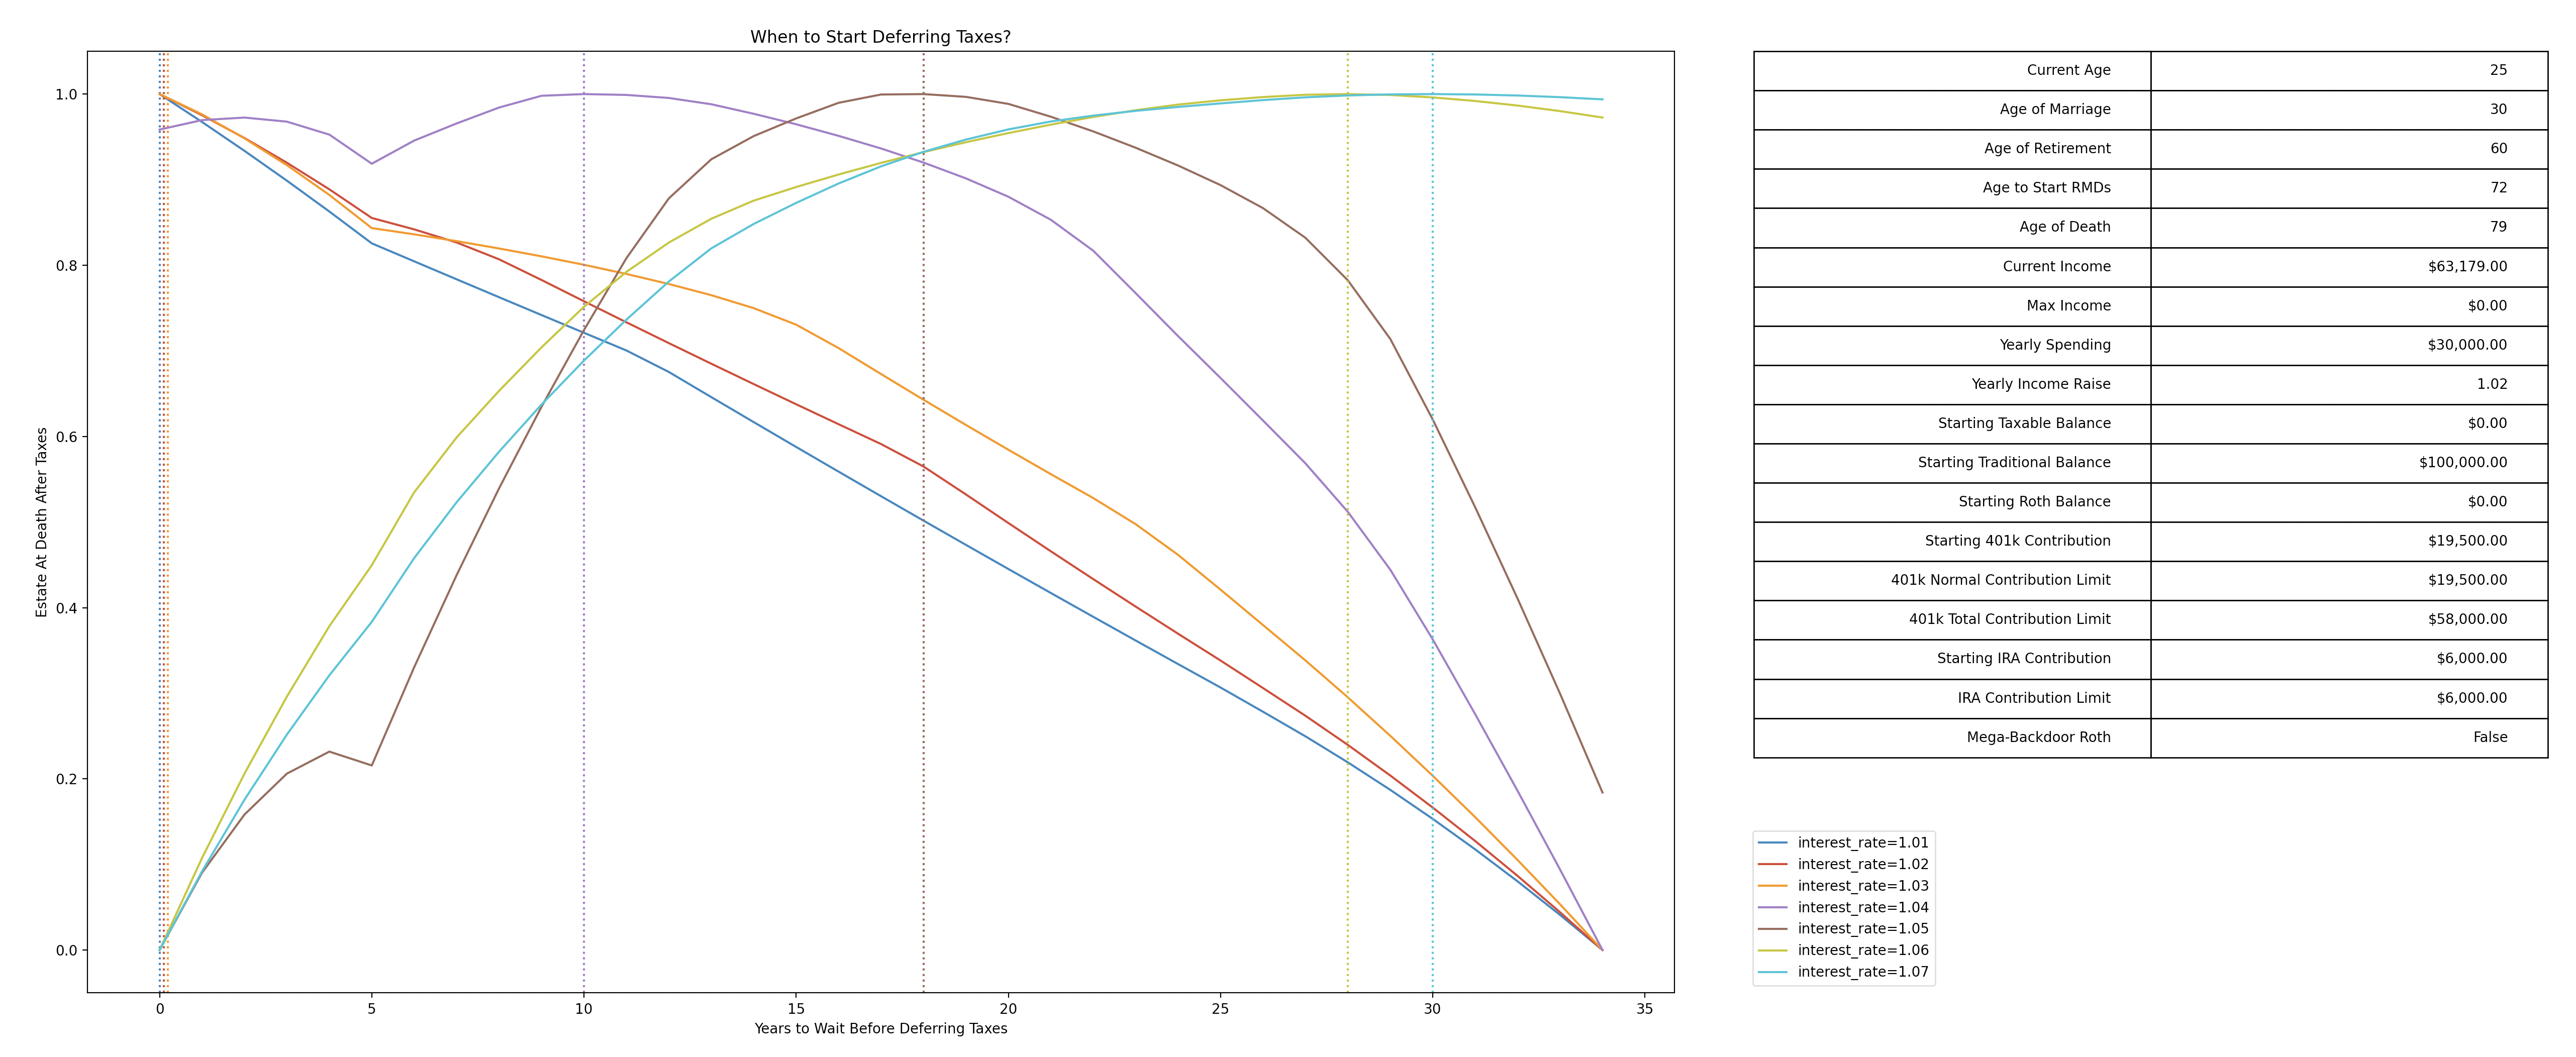 When to Start Deferring Taxes?
Estate At Death After Taxes
1.0
0.8
0.6
0.4
0.2
0.0
0 5 10 15 20 25 30 35
Years to Wait Before Deferring Taxes
Current Age 25
Age of Marriage 30
Age of Retirement 60
Age to Start RMDs 72
Age of Death 79
Current Income $63,179.00
Max Income $0.00
Yearly Spending $30,000.00
Yearly Income Raise 1.02
Starting Taxable Balance $0.00
Starting Traditional Balance $100,000.00
Starting Roth Balance $0.00
Starting 401k Contribution $19,500.00
401k Normal Contribution Limit $19,500.00
401k Total Contribution Limit $58,000.00
Starting IRA Contribution $6,000.00
IRA Contribution Limit $6,000.00
Mega-Backdoor Roth False
interest_rate=1.01
interest_rate=1.02
interest_rate=1.03
interest_rate=1.04
interest_rate=1.05
interest_rate=1.06
interest_rate=1.07